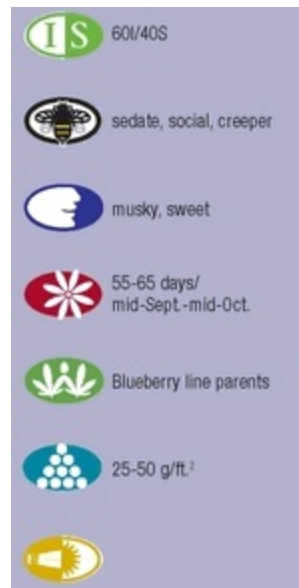 IS
60I/40S
sedate, social, creeper
musky, sweet
55-65 days/
mid-Sept.-mid-Oct.
Blueberry line parents
25-50 g/ft.²